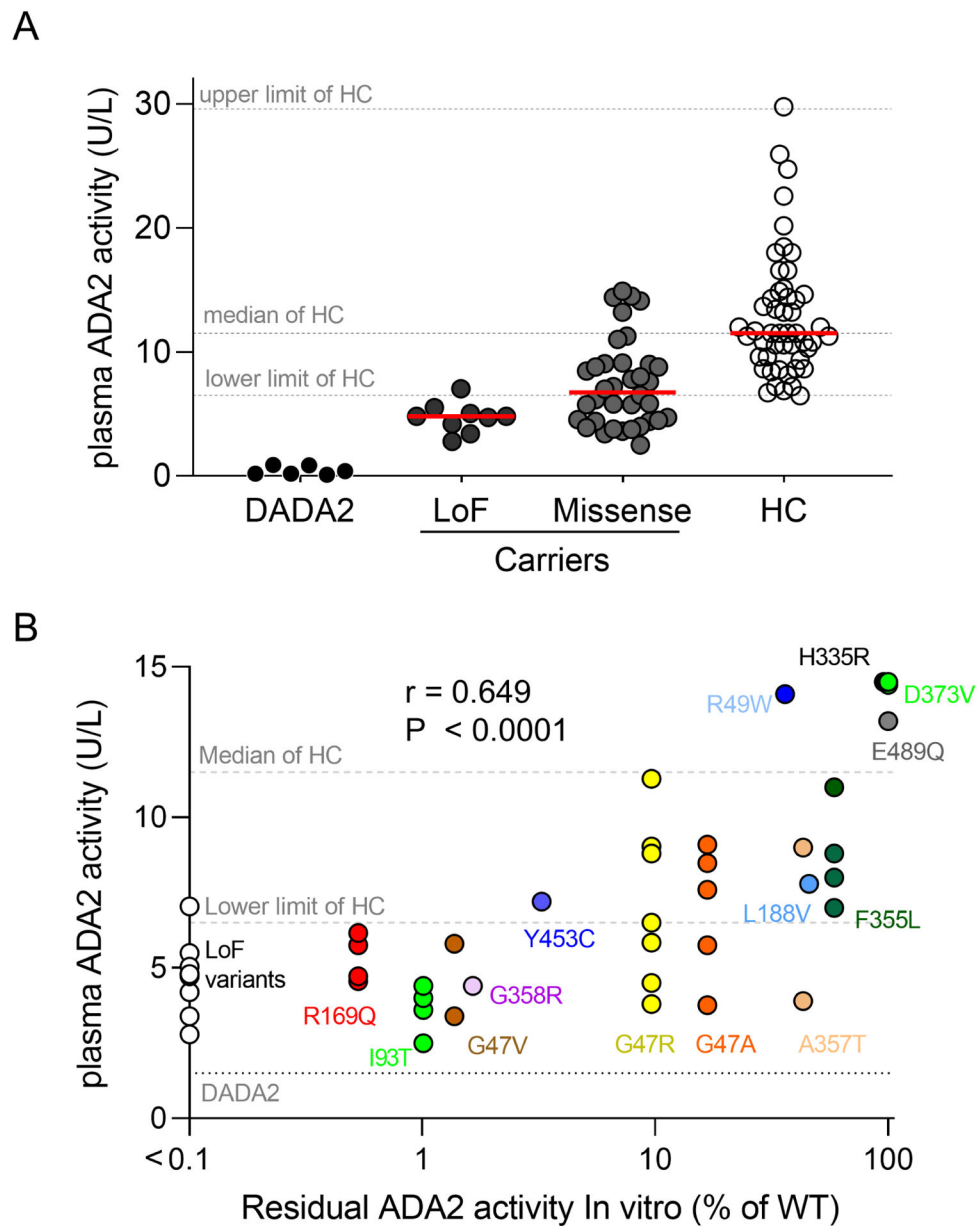 A
plasma ADA2 activity (U/L)
upper limit of HC
median of HC
lower limit of HC
30
20
10
0
DADA2
LoF
Missense
HC
Carriers
B
plasma ADA2 activity (U/L)
15
10
5
0
r = 0.649
P < 0.0001
H335R
R49W
D373V
E489Q
Median of HC
Lower limit of HC
LoF
variants
Y453C
L188V
F355L
R169Q
G358R
I93T
G47V
G47R
G47A
A357T
DADA2
<0.1
1
10
100
Residual ADA2 activity In vitro (% of WT)